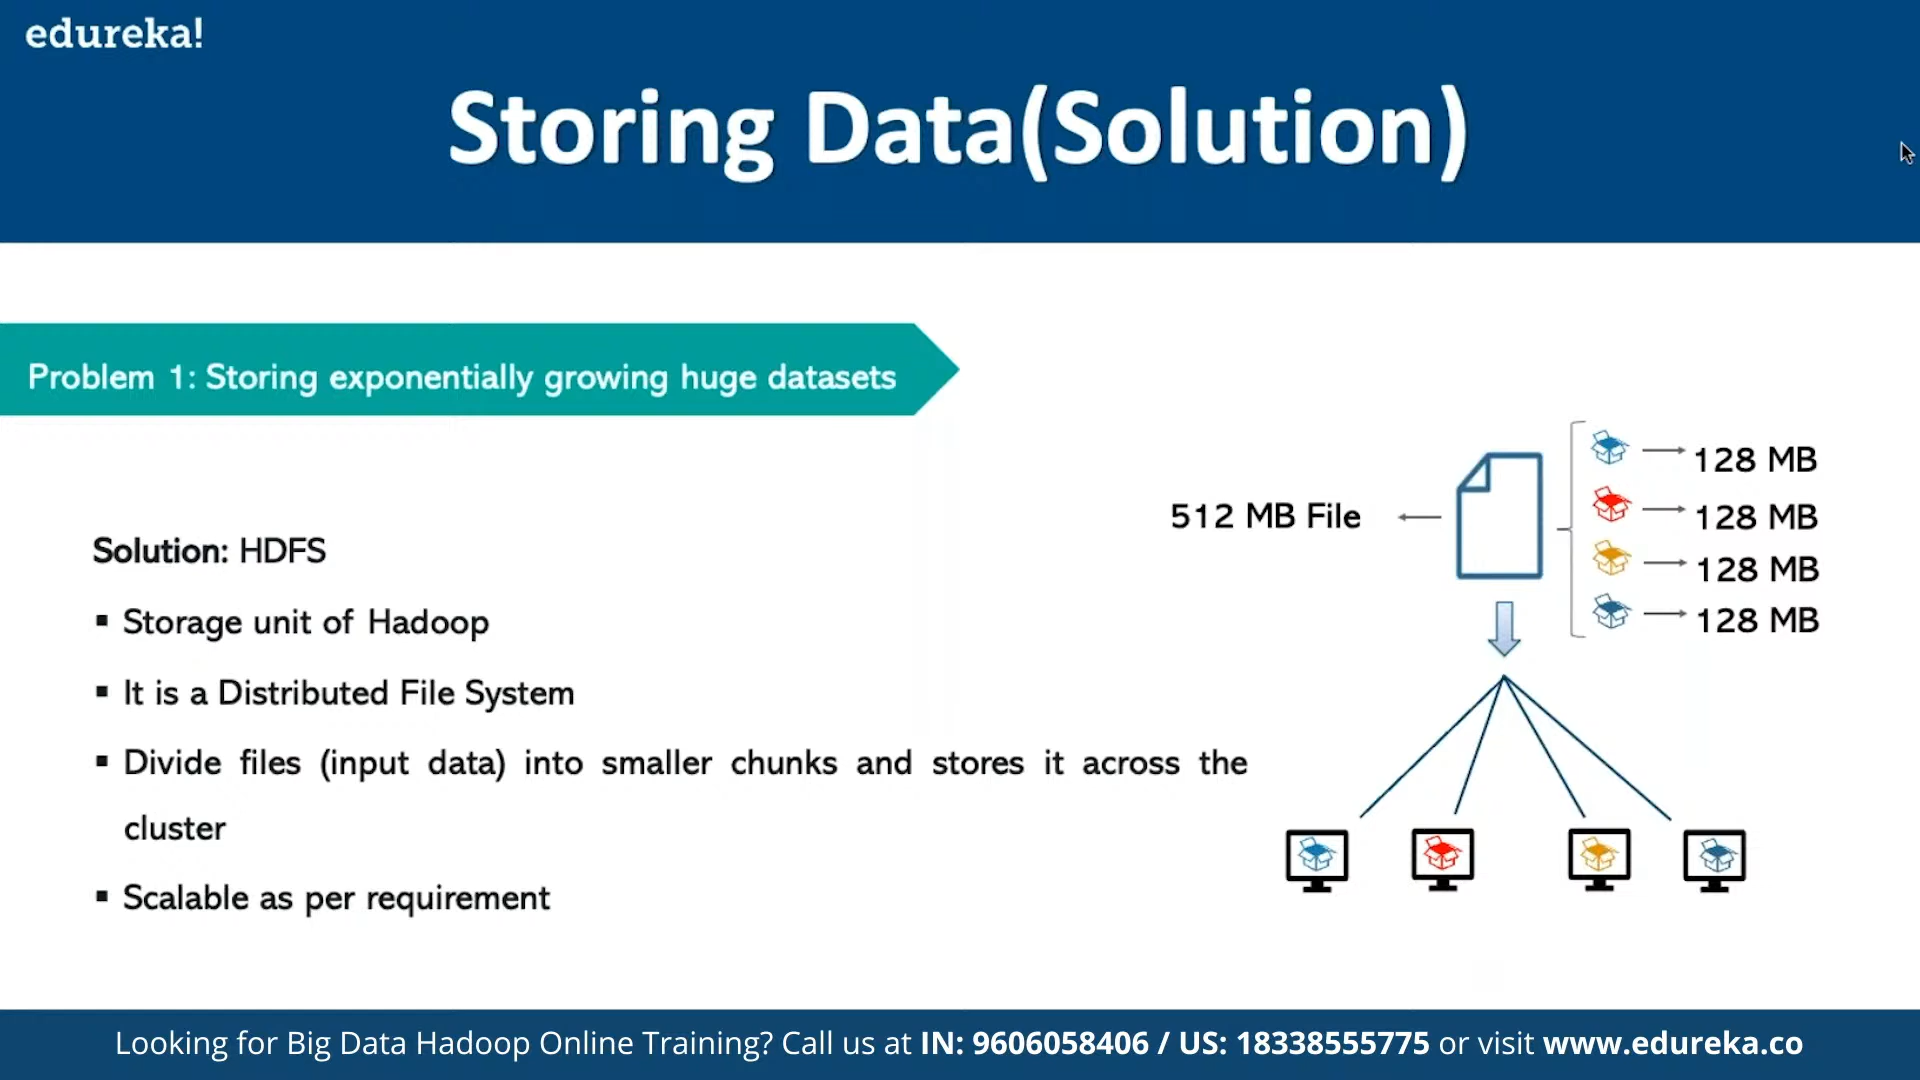 edureka!
Storing Data(Solution)
Problem 1: Storing exponentially growing huge datasets
Solution: HDFS
▪ Storage unit of Hadoop
▪ It is a Distributed File System
▪ Divide files (input data) into smaller chunks and stores it across the
cluster
▪ Scalable as per requirement
512 MB File
128 MB
128 MB
128 MB
128 MB
Looking for Big Data Hadoop Online Training? Call us at IN: 9606058406 / US: 18338555775 or visit www.edureka.co